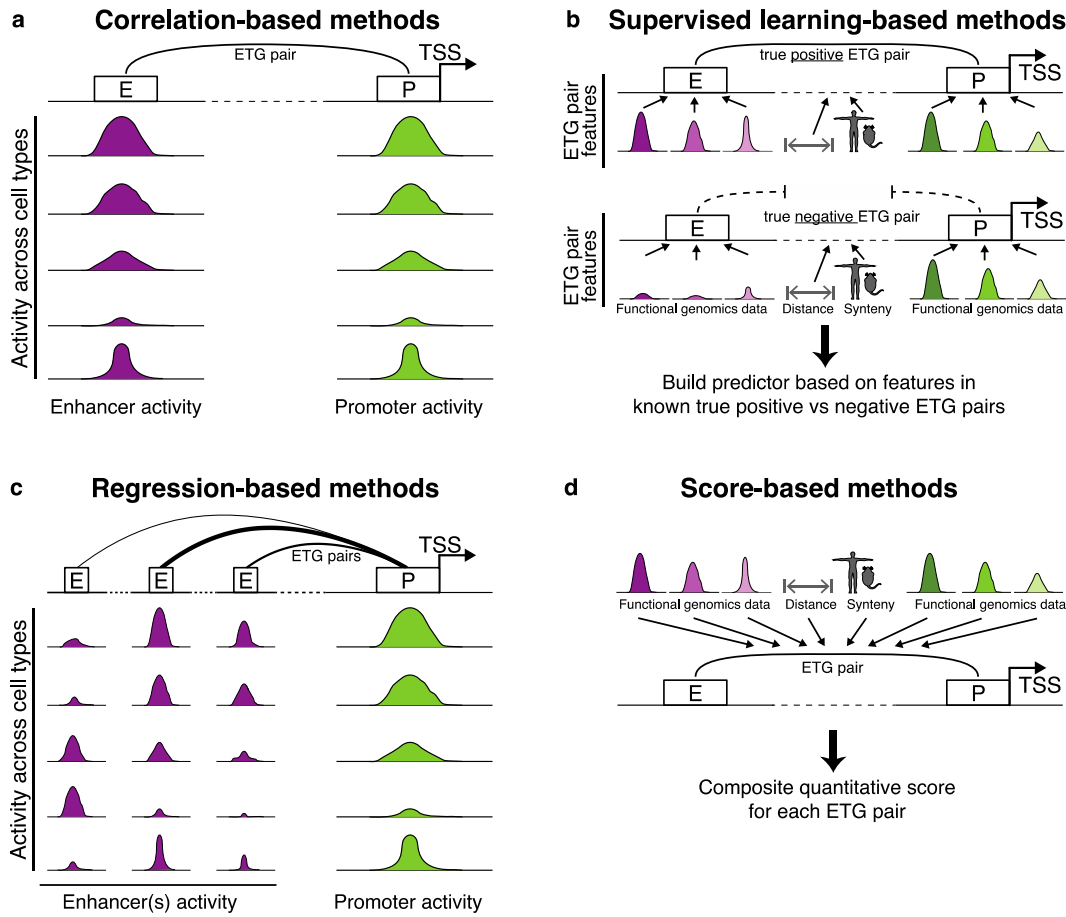 a
Correlation-based methods
TSS
ETG pair
E
P
Activity across cell types
Enhancer activity
Promoter activity
b
Supervised learning-based methods
true positive ETG pair
TSS
E
P
ETG pair
features
true negative ETG pair
TSS
E
P
ETG pair
features
Functional genomics data
Distance
Synteny
Functional genomics data
Build predictor based on features in
known true positive vs negative ETG pairs
c
Regression-based methods
TSS
ETG pairs
E
E
E
P
Activity across cell types
Enhancer(s) activity
Promoter activity
d
Score-based methods
Functional genomics data
Distance
Synteny
Functional genomics data
ETG pair
E
P
TSS
Composite quantitative score
for each ETG pair